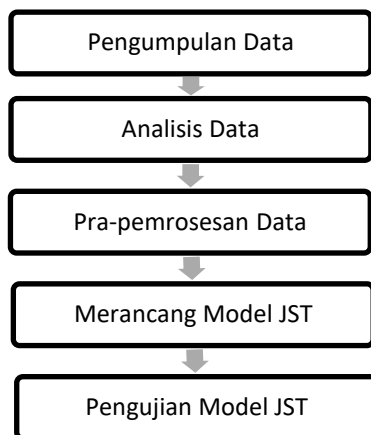 Pengumpulan Data
Analisis Data
Pra-pemrosesan Data
Merancang Model JST
Pengujian Model JST